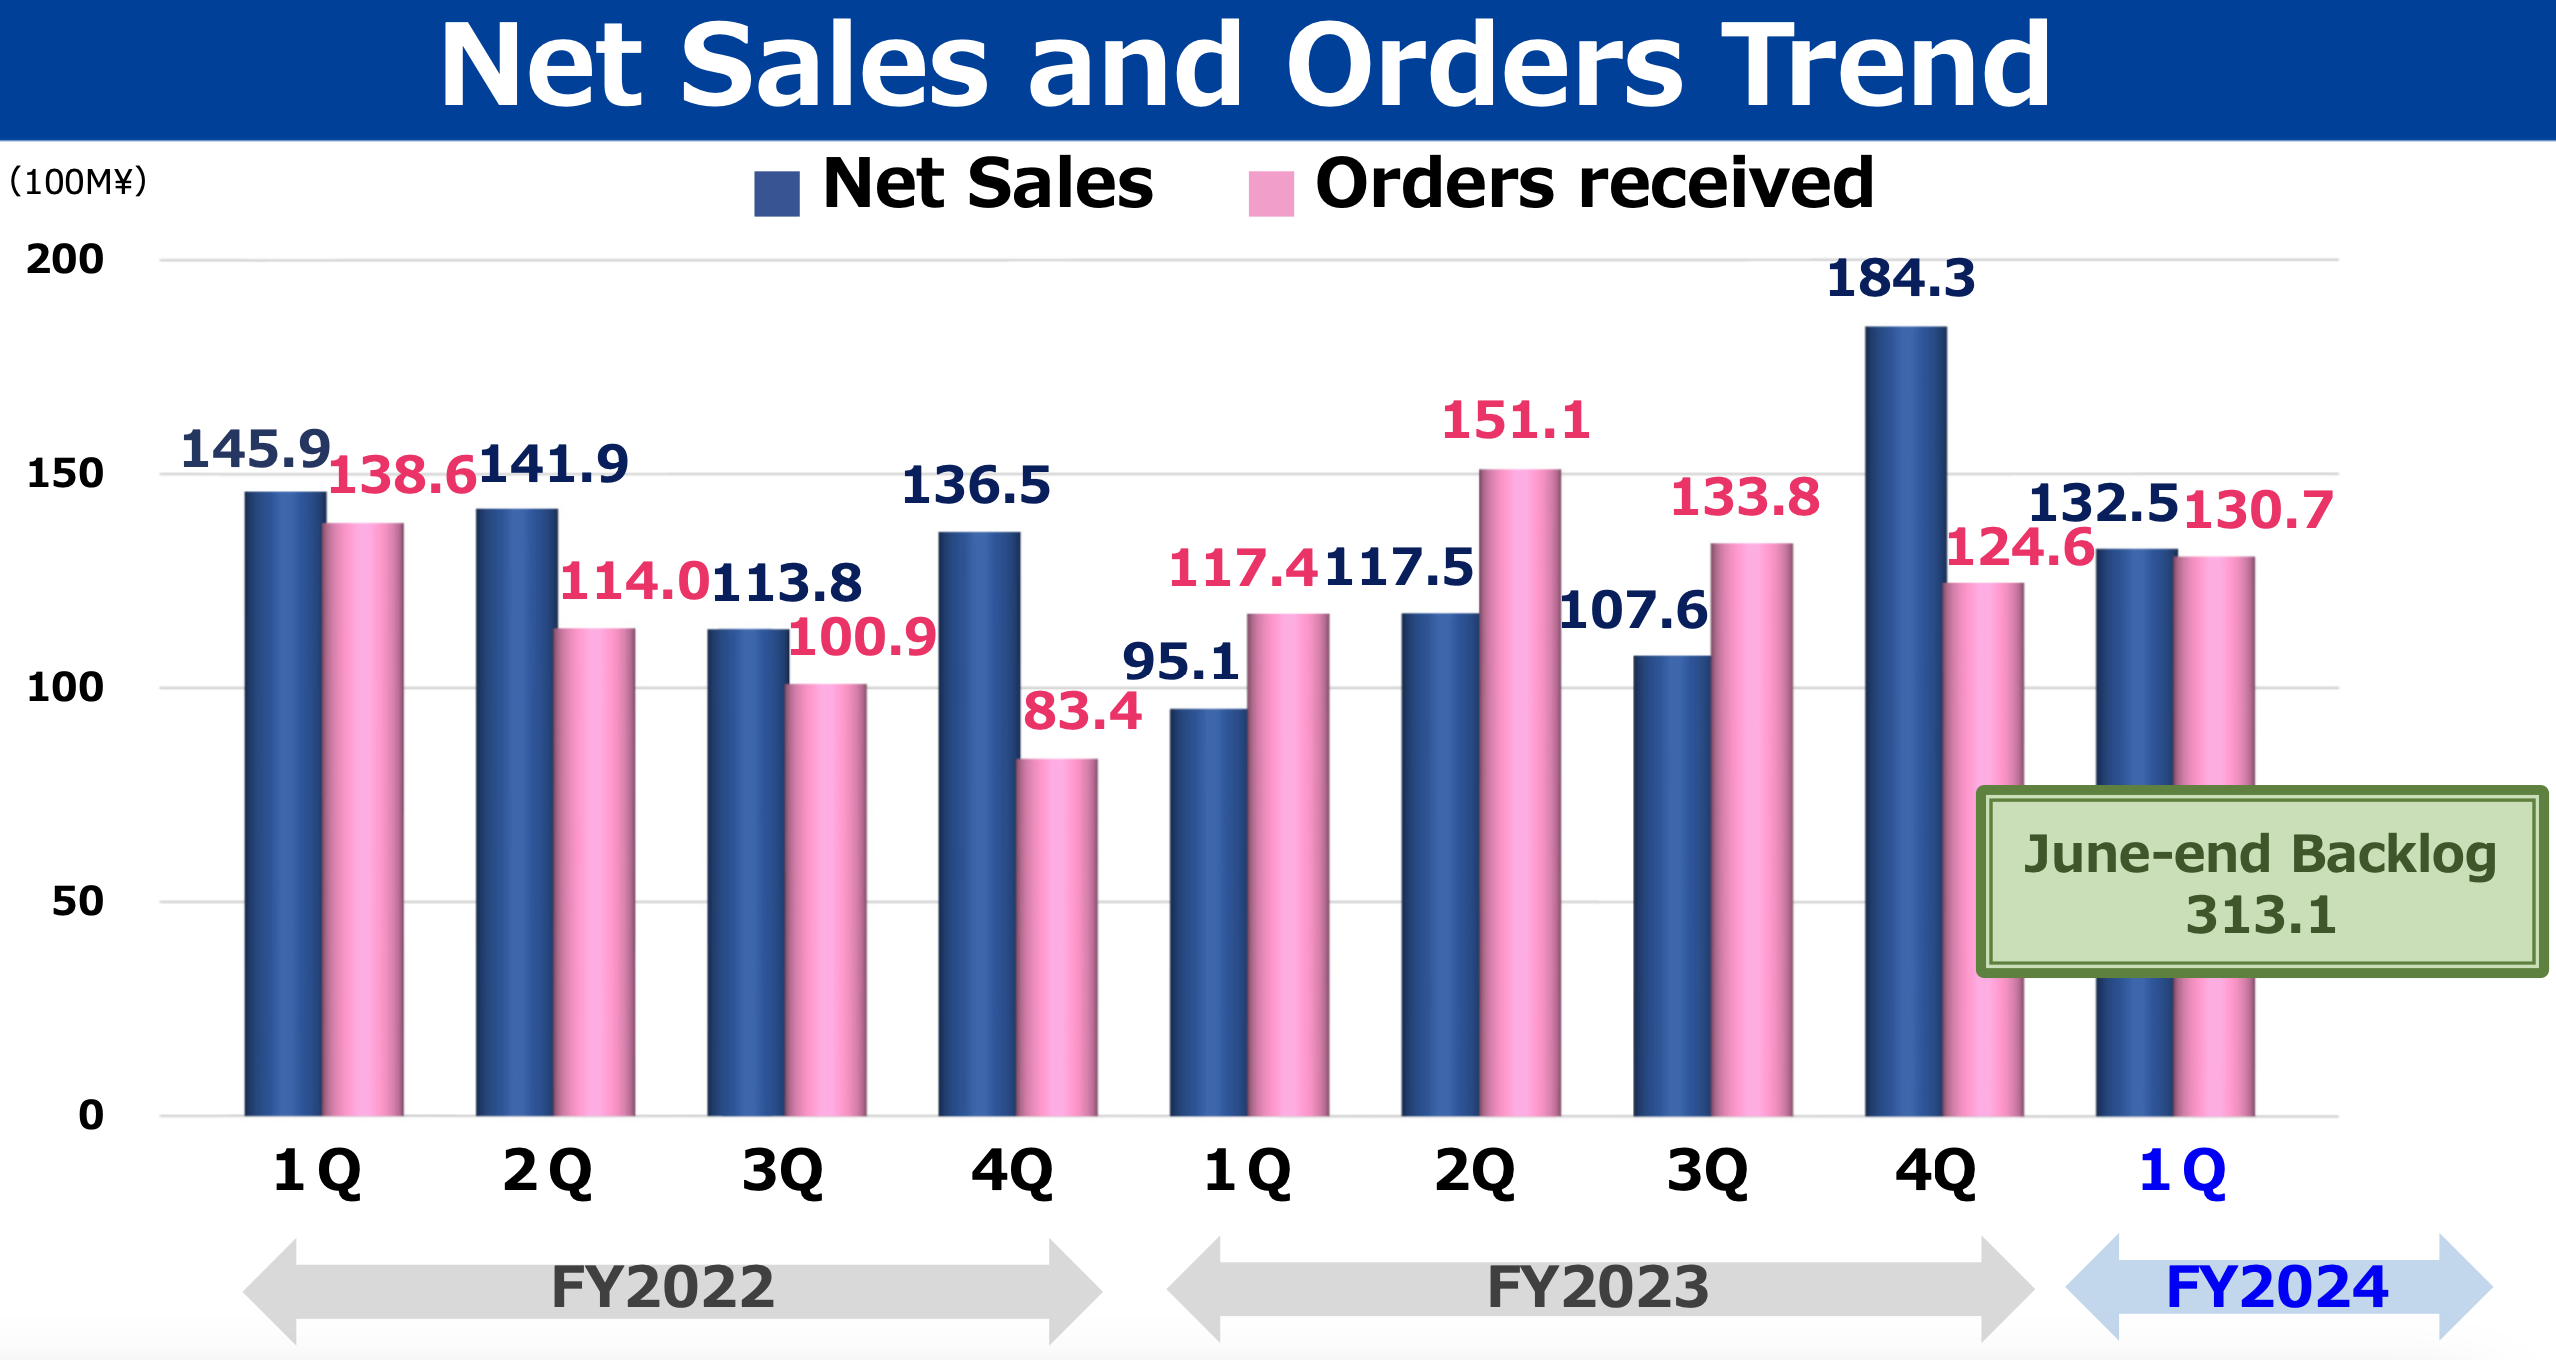 Net Sales and Orders Trend
(100M¥)
Net Sales Orders received
200
150
100
50
0
145.9 138.6 141.9 114.0 113.8 100.9 136.5 83.4 95.1 117.4 117.5 151.1 107.6 133.8 184.3 124.6 132.5 130.7
June-end Backlog
313.1
1Q 2Q 3Q 4Q 1Q 2Q 3Q 4Q 1Q
FY2022 FY2023 FY2024